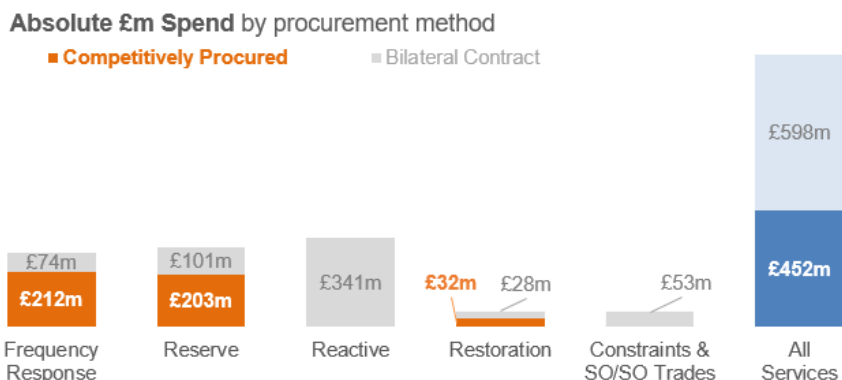 Absolute £m Spend by procurement method
Competitively Procured
Bilateral Contract
£598m
£452m
£74m
£212m
£101m
£203m
£341m
£32m
£28m
£53m
Frequency
Response
Reserve
Reactive
Restoration
Constraints &
SO/SO Trades
All
Services